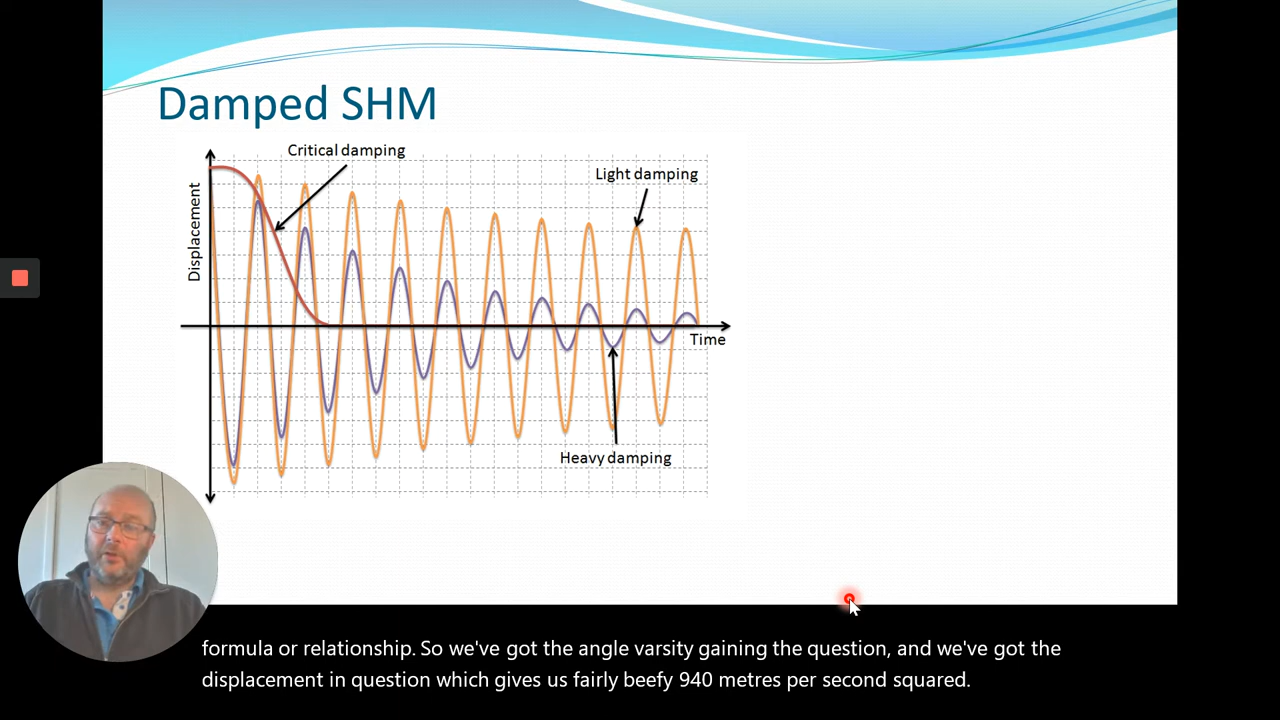 Damped SHM
Critical damping
Light damping
Displacement
Time
Heavy damping
formula or relationship. So we've got the angle varsity gaining the question, and we've got the
displacement in question which gives us fairly beefy 940 metres per second squared.